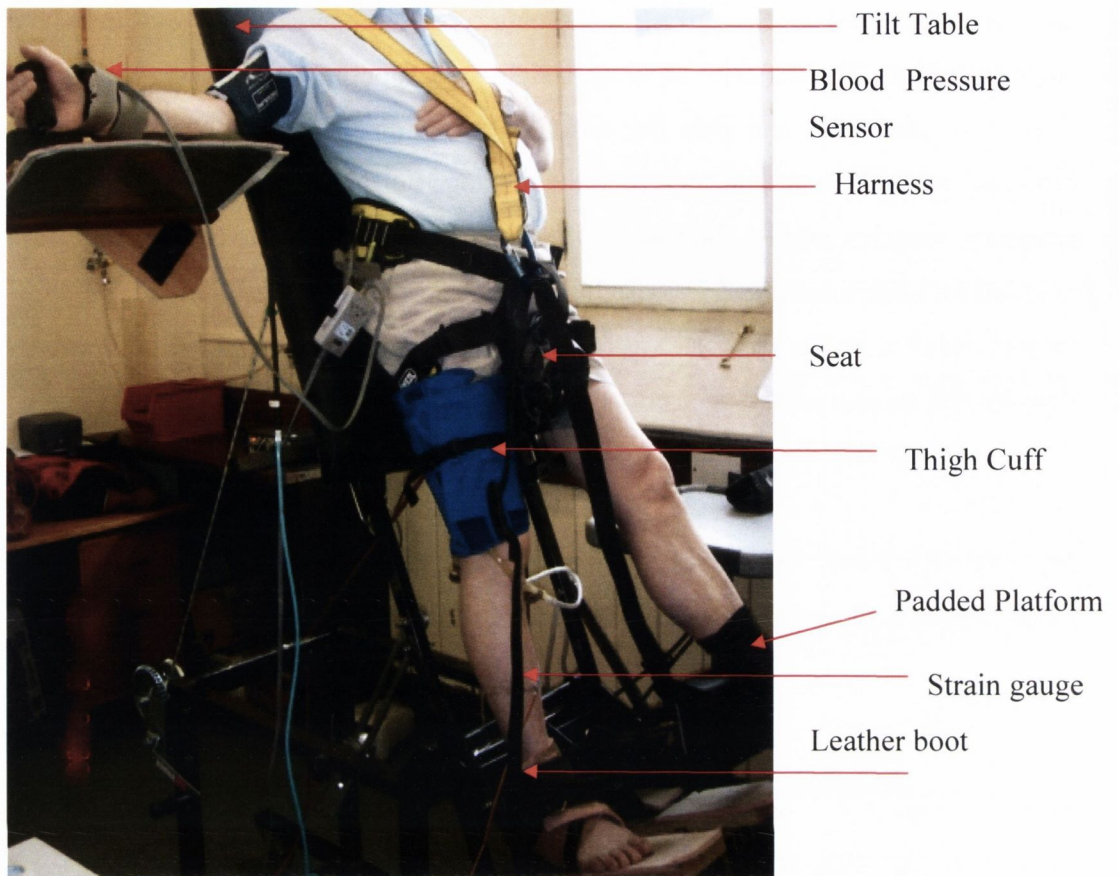 Tilt Table
Blood Pressure
Sensor
Harness
Seat
Thigh Cuff
Padded Platform
Strain gauge
Leather boot